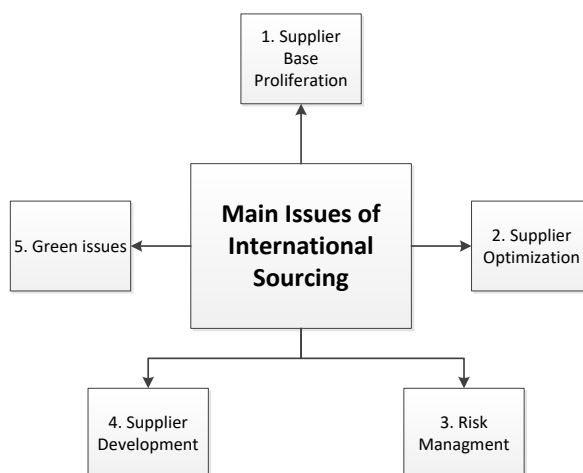 1. Supplier
Base
Proliferation
Main Issues of
International
Sourcing
5. Green issues
2. Supplier
Optimization
4. Supplier
Development
3. Risk
Managment